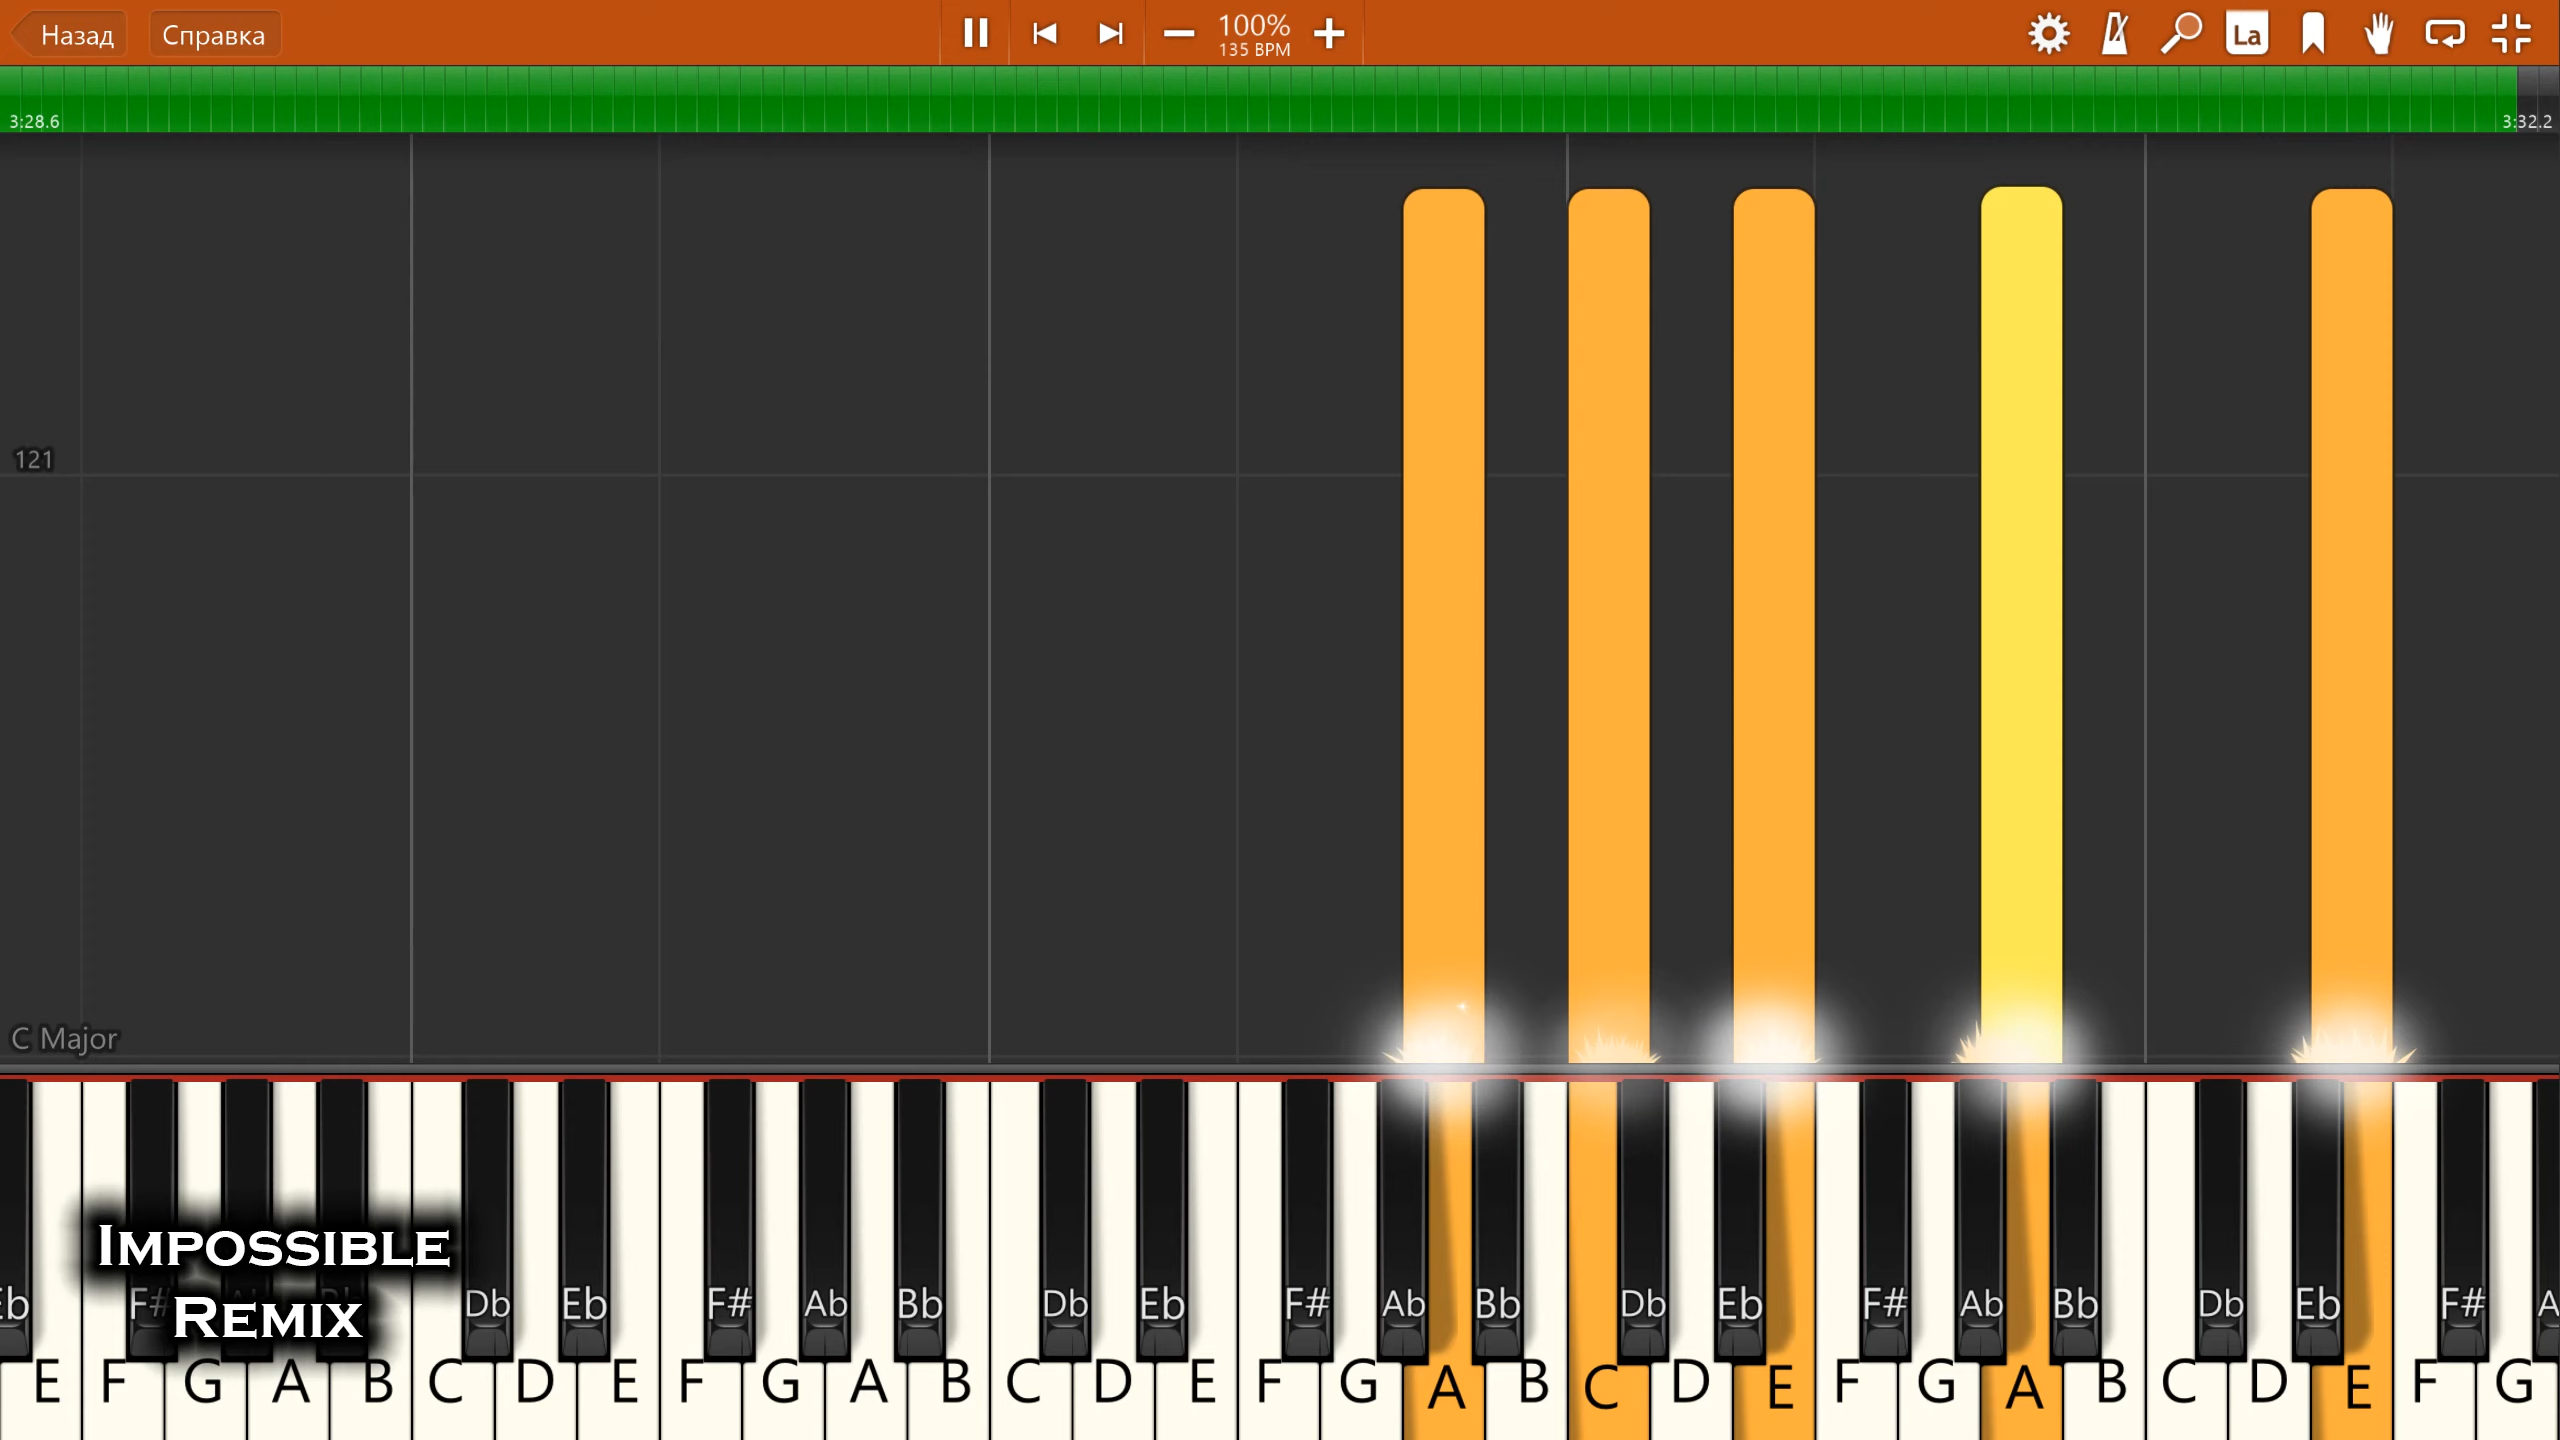 Назад Справка 100% La
135 BPM
3:28.6 3:32.2
121
C Major
Impossible
Remix
Eb F# Db Eb F# Ab Bb Db Eb F# Ab Bb Db Eb F# Ab Bb Db Eb F# A
E F G A B C D E F G A B C D E F G A B C D E F G A B C D E F G